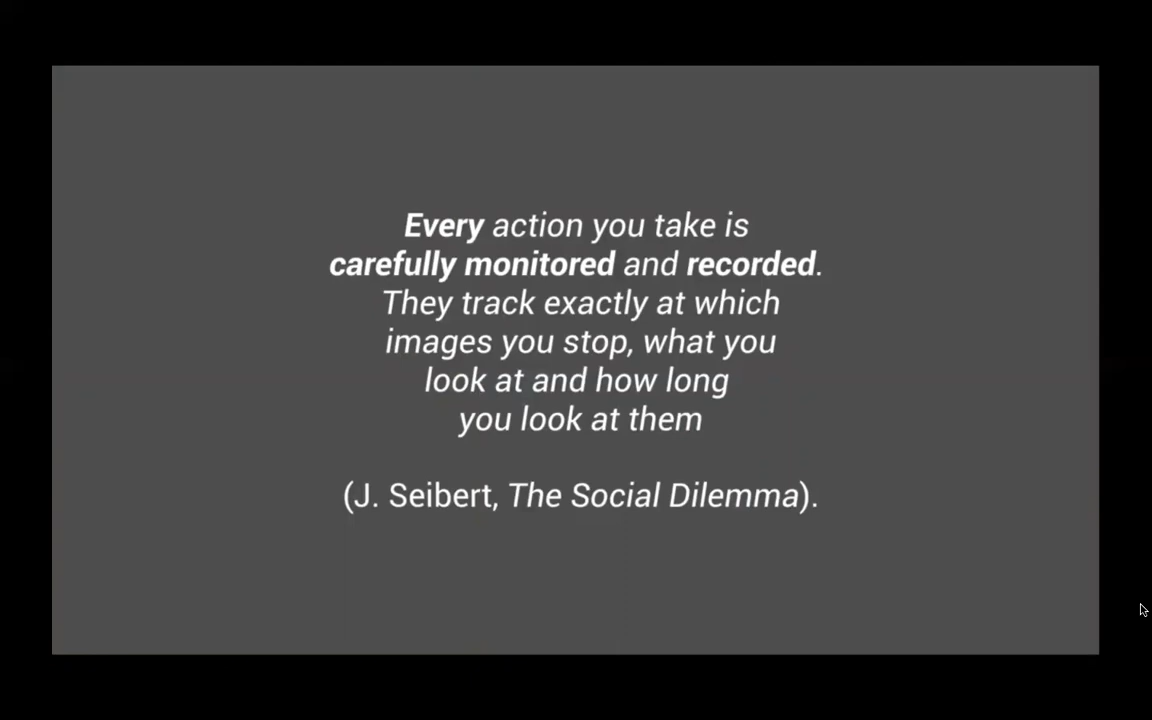 Every action you take is
carefully monitored and recorded.
They track exactly at which
images you stop, what you
look at and how long
you look at them
(J. Seibert, The Social Dilemma).